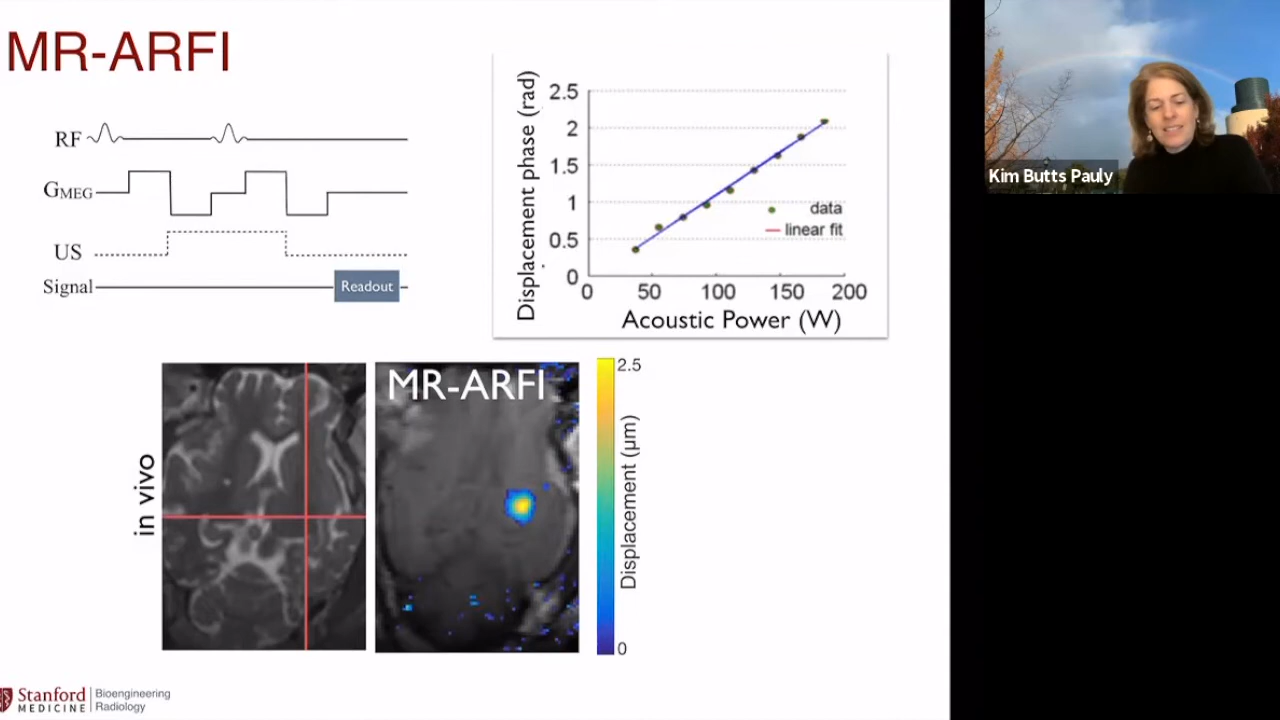 MR-ARFI
RF
GMEG
US
Signal
Readout
Displacement phase (rad)
2.5
2
1.5
1
0.5
0
0 50 100 150 200
data
linear fit
Acoustic Power (W)
in vivo
MR-ARFI
2.5
Displacement (μm)
0
Stanford
MEDICINE
Bioengineering
Radiology
Kim Butts Pauly